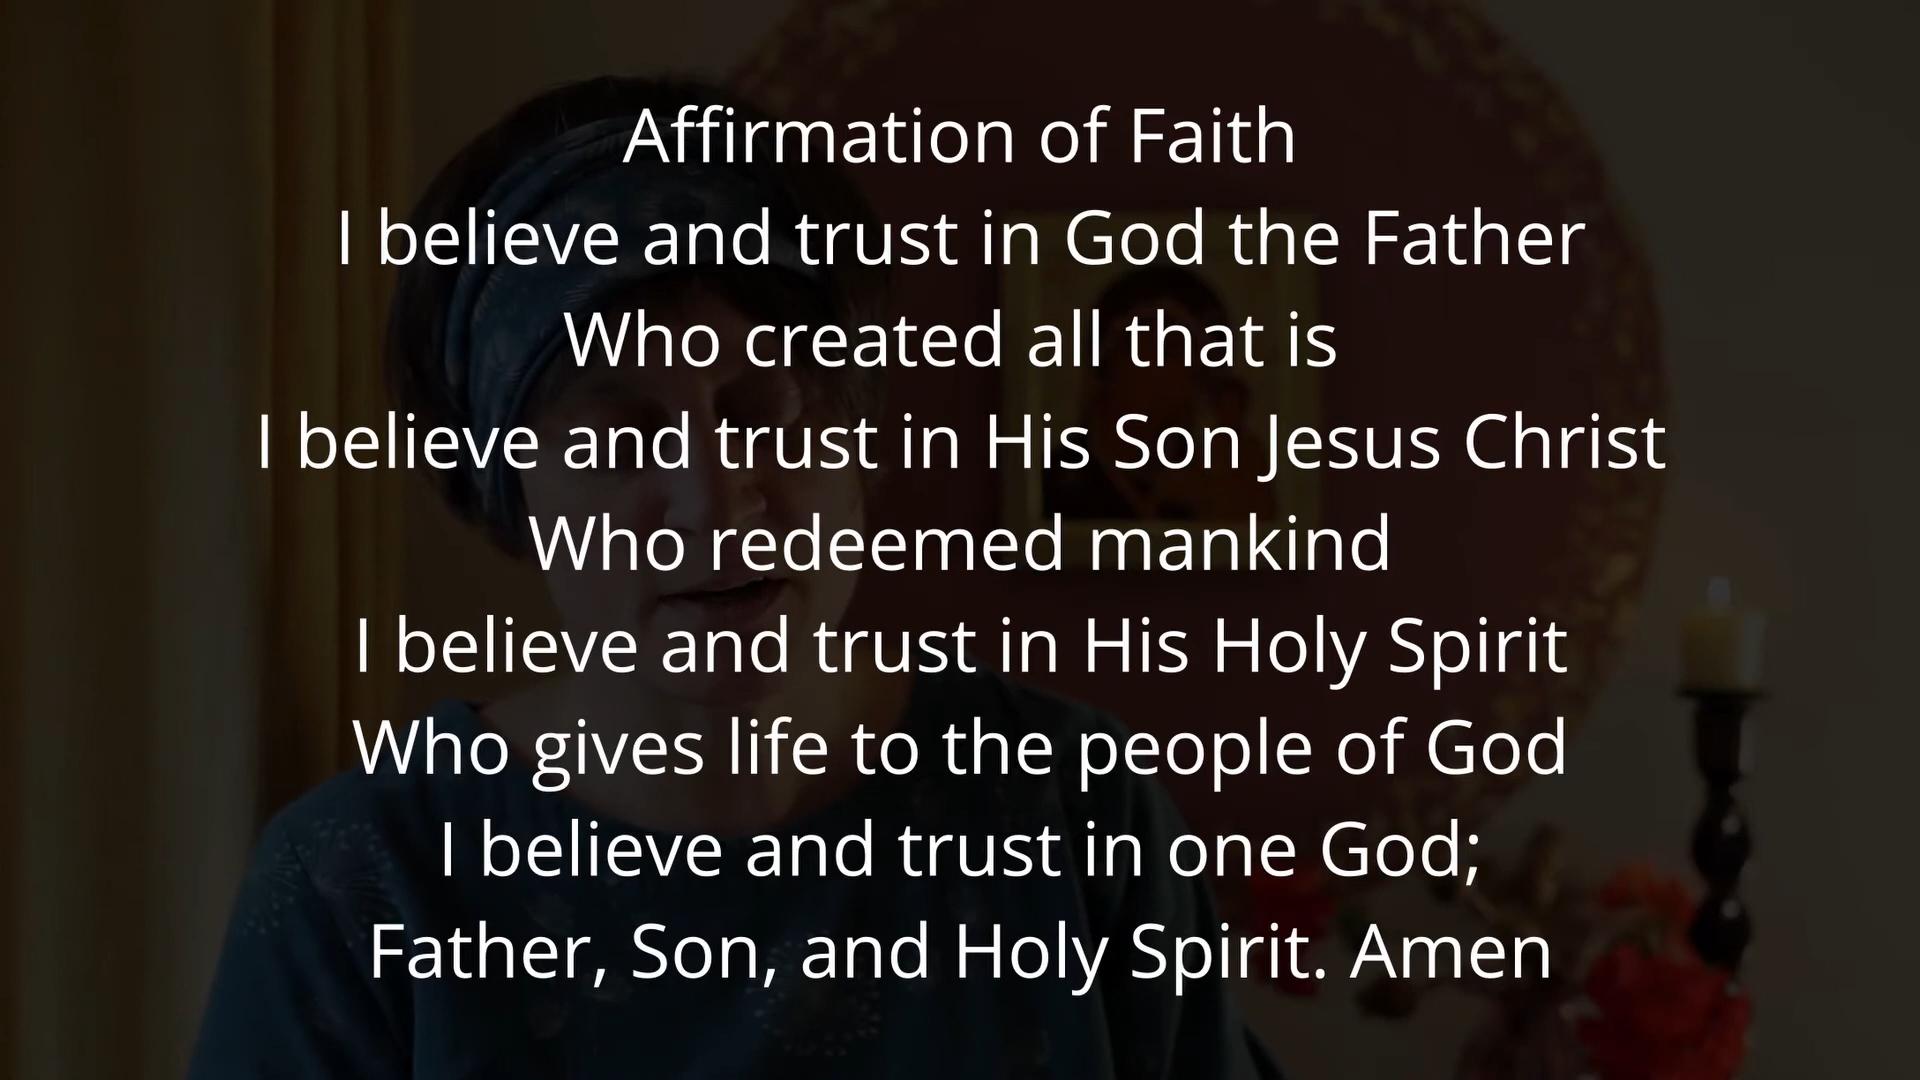 Affirmation of Faith
I believe and trust in God the Father
Who created all that is
I believe and trust in His Son Jesus Christ
Who redeemed mankind
I believe and trust in His Holy Spirit
Who gives life to the people of God
I believe and trust in one God;
Father, Son, and Holy Spirit. Amen